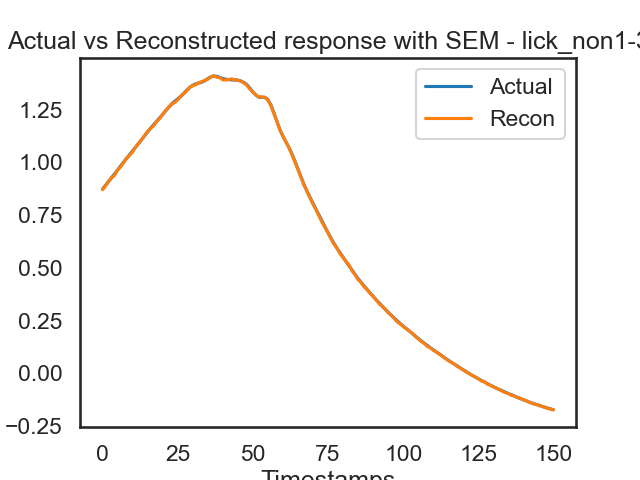 Actual vs Reconstructed response with SEM - lick_non1-3
Actual
Recon
1.25
1.00
0.75
0.50
0.25
0.00
−0.25
0 25 50 75 100 125 150
Timestamps